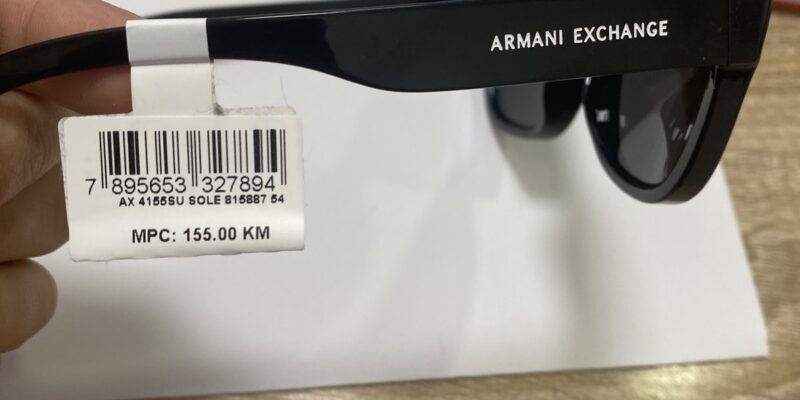 ARMANI EXCHANGE
7 895653 327894
AX 4155SU SOLE 815887 54
MPC: 155.00 KM